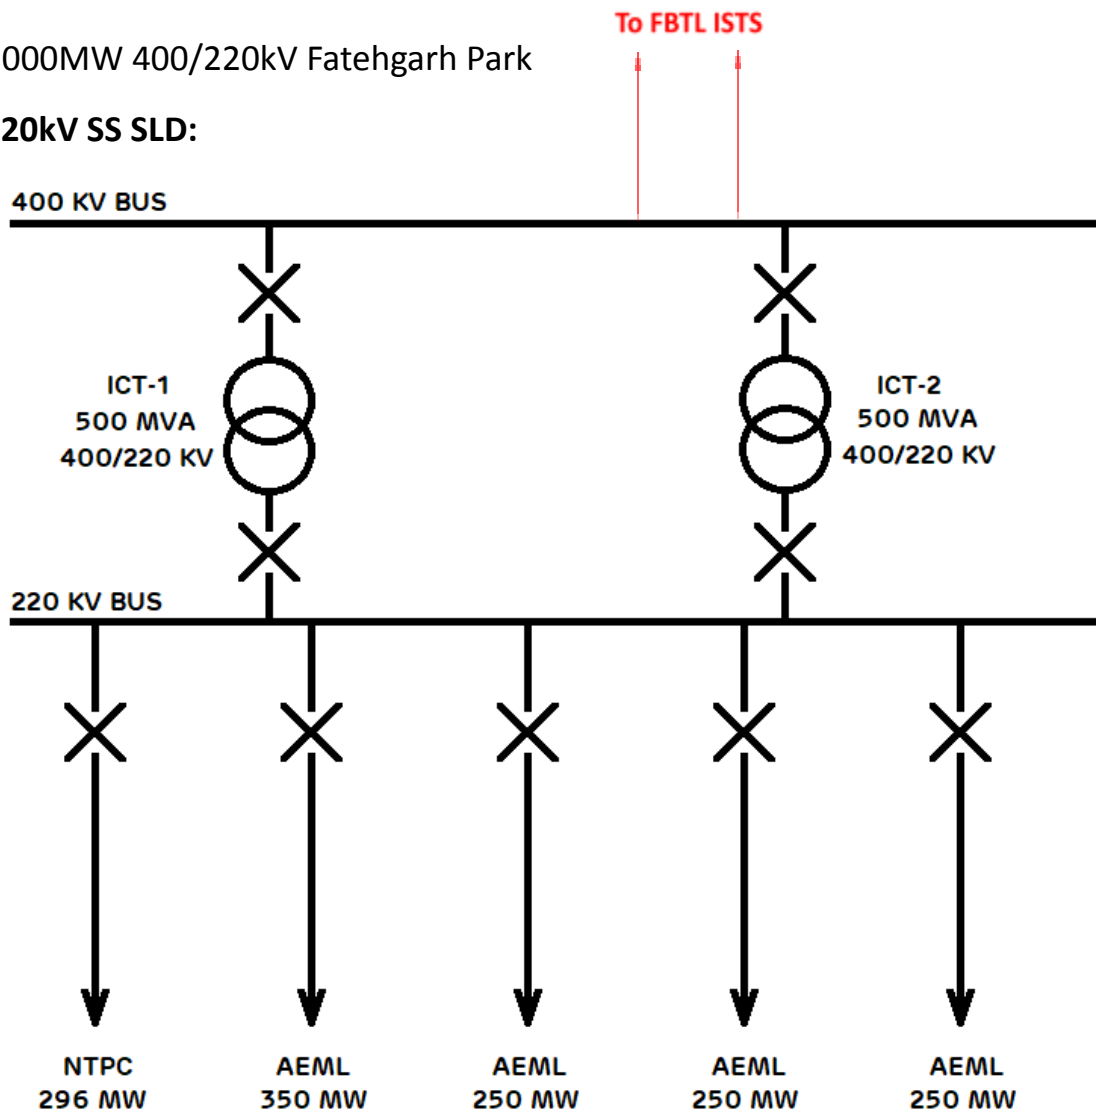 To FBTL ISTS
000MW 400/220kV Fatehgarh Park
20kV SS SLD:
400 KV BUS
ICT-1
500 MVA
400/220 KV
ICT-2
500 MVA
400/220 KV
220 KV BUS
NTPC
296 MW
AEML
350 MW
AEML
250 MW
AEML
250 MW
AEML
250 MW